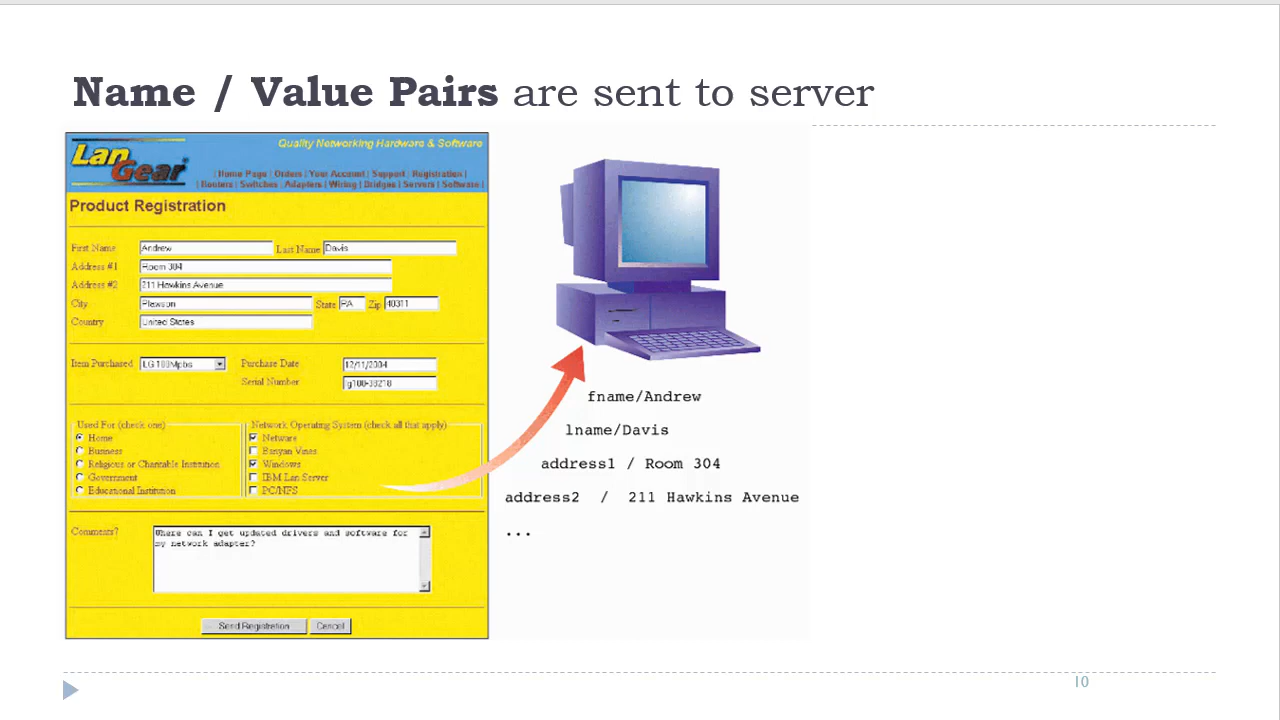 Name / Value Pairs are sent to server
Lan Gear
Quality Networking Hardware & Software
| Home Page | Orders | Your Account | Support | Registration |
| Routers | Switches | Adapters | Wiring | Bridges | Servers | Software |
Product Registration
First Name Andrew Last Name Davis
Address #1 Room 304
Address #2 211 Hawkins Avenue
City Plewson State PA Zip 40311
Country United States
Item Purchased LG 100Mpbs Purchase Date 12/11/2004
Serial Number lg100-38218
Used For (check one) Network Operating System (check all that apply)
Home Netware
Business Banyan Vines
Religious or Charitable Institution Windows
Government IBM Lan Server
Educational Institution PC/NFS
Comments? Where can I get updated drivers and software for
my network adapter?
Send Registration Cancel
fname/Andrew
lname/Davis
address1 / Room 304
address2 / 211 Hawkins Avenue
...
10